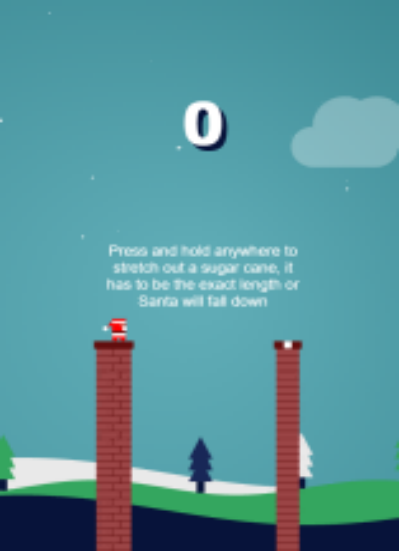 0
Press and hold anywhere to
stretch out a sugar cane, it
has to be the exact length or
Santa will fall down